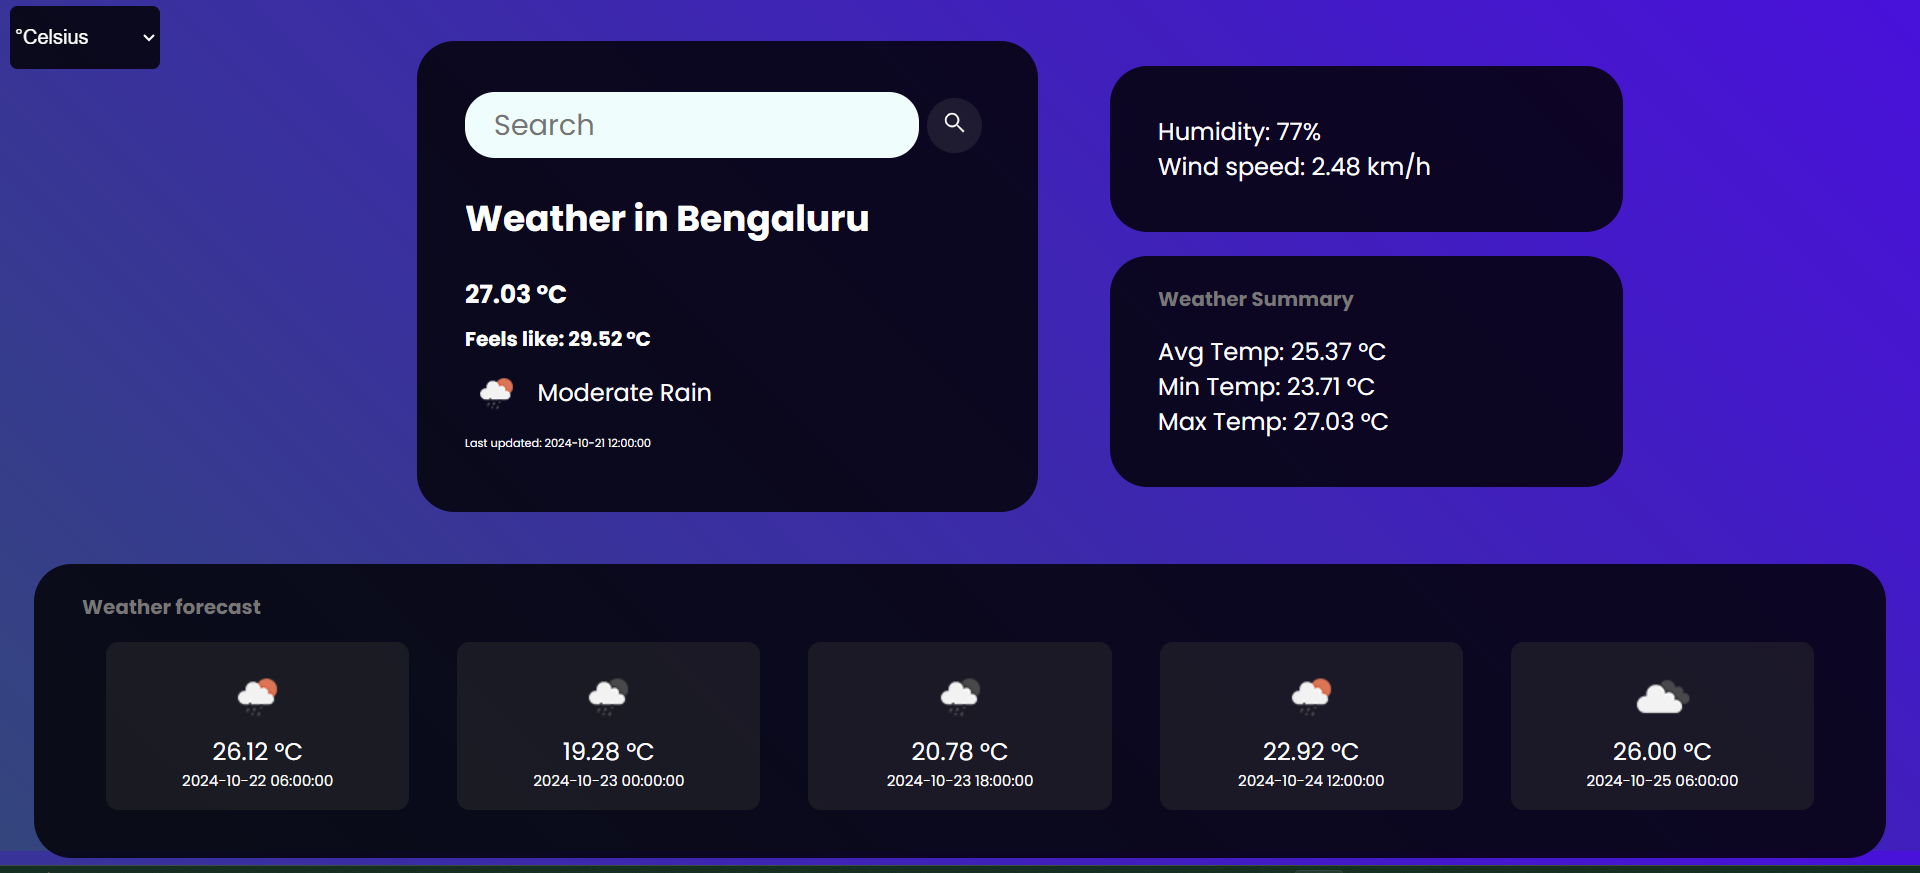 °Celsius
Search
Weather in Bengaluru
27.03 °C
Feels like: 29.52 °C
Moderate Rain
Last updated: 2024-10-21 12:00:00
Humidity: 77%
Wind speed: 2.48 km/h
Weather Summary
Avg Temp: 25.37 °C
Min Temp: 23.71 °C
Max Temp: 27.03 °C
Weather forecast
26.12 °C
2024-10-22 06:00:00
19.28 °C
2024-10-23 00:00:00
20.78 °C
2024-10-23 18:00:00
22.92 °C
2024-10-24 12:00:00
26.00 °C
2024-10-25 06:00:00